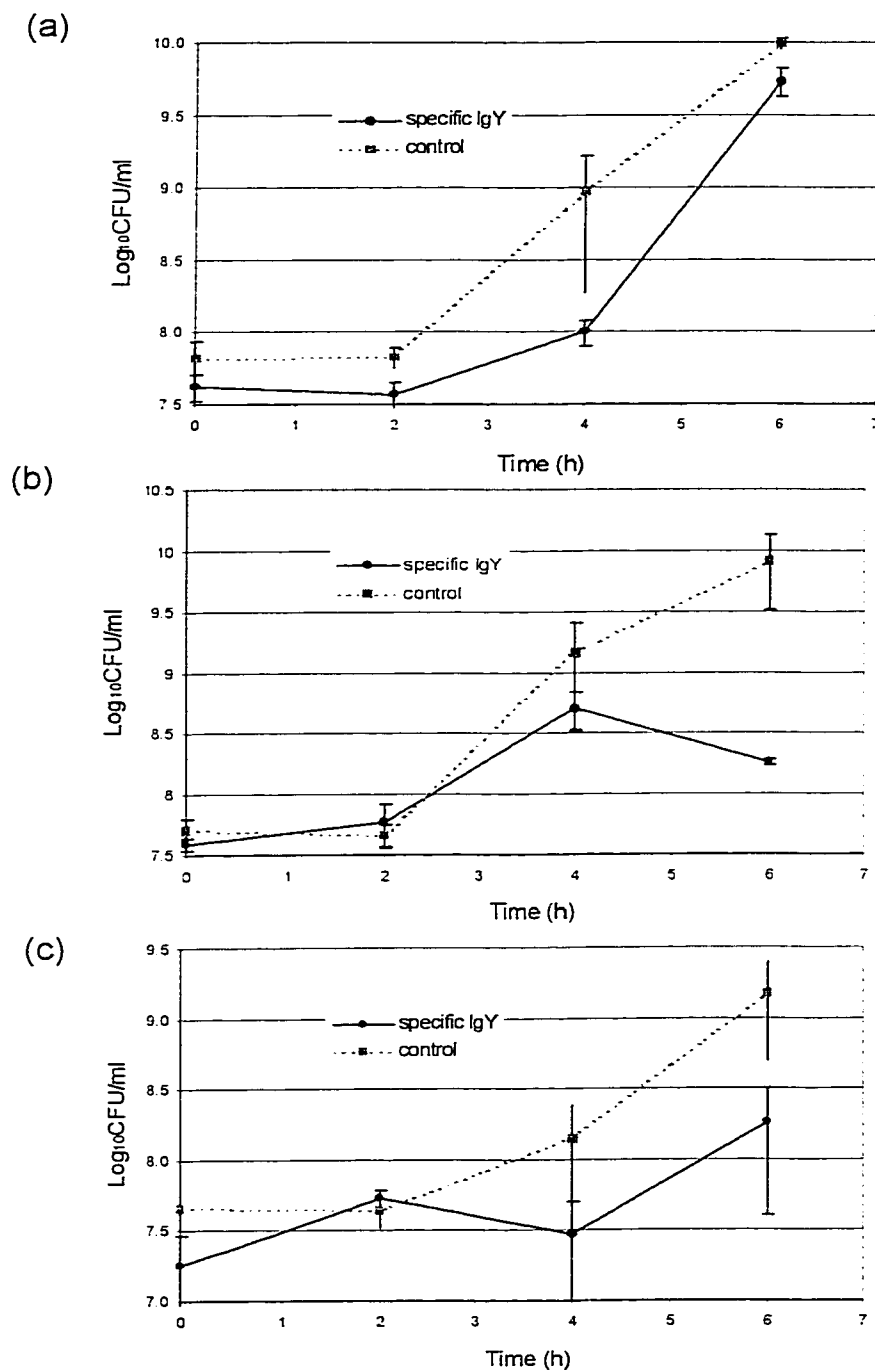 (a)
10.0
9.5
9.0
8.5
8.0
7.5
Log₁₀CFU/ml
specific IgY
control
0 1 2 3 4 5 6 7
Time (h)
(b)
10.5
10
9.5
9
8.5
8
7.5
Log₁₀CFU/ml
specific IgY
control
0 1 2 3 4 5 6 7
Time (h)
(c)
9.5
9.0
8.5
8.0
7.5
7.0
Log₁₀CFU/ml
specific IgY
control
0 1 2 3 4 5 6 7
Time (h)